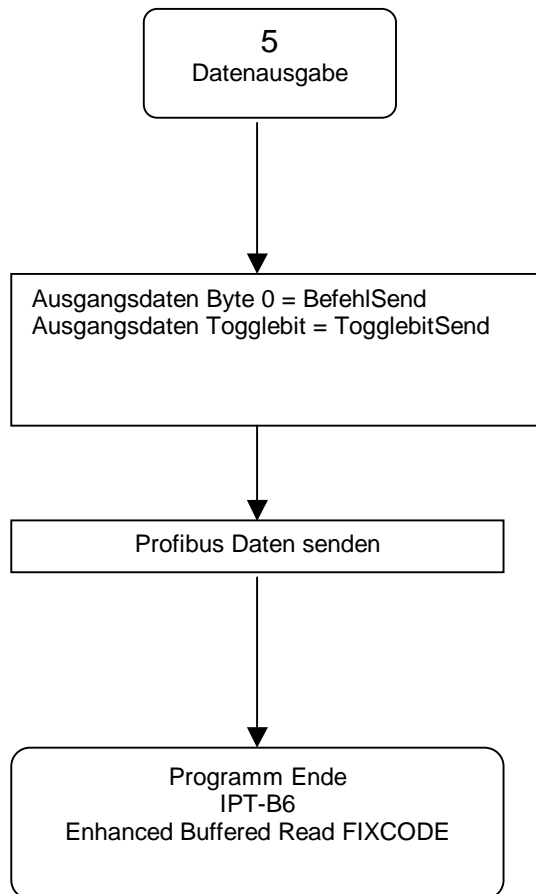 5
Datenausgabe
Ausgangsdaten Byte 0 = BefehlSend
Ausgangsdaten Togglebit = TogglebitSend
Profibus Daten senden
Programm Ende
IPT-B6
Enhanced Buffered Read FIXCODE